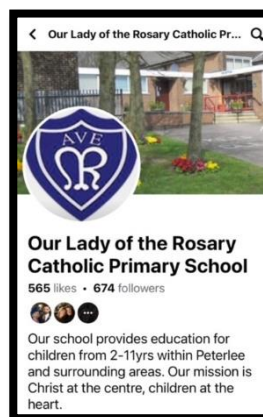 Our Lady of the Rosary Catholic Pr...
AVE
Our Lady of the Rosary
Catholic Primary School
565 likes • 674 followers
Our school provides education for
children from 2-11yrs within Peterlee
and surrounding areas. Our mission is
Christ at the centre, children at the
heart.